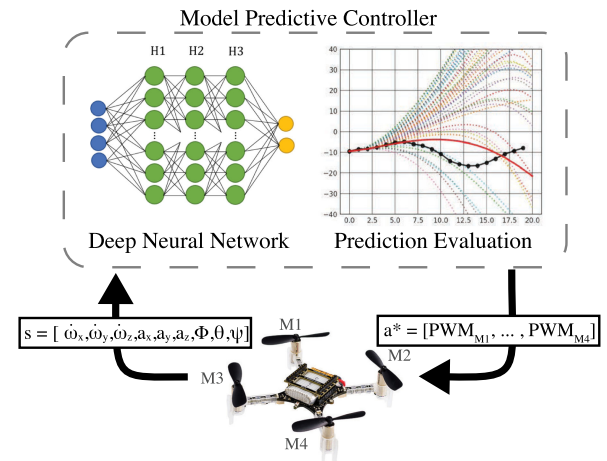 Model Predictive Controller
H1 H2 H3
40
30
20
10
0
−10
−20
−30
−40
0.0 2.5 5.0 7.5 10.0 12.5 15.0 17.5 20.0
Deep Neural Network
Prediction Evaluation
s = [ ω̇x,ω̇y,ω̇z,ax,ay,az,Φ,θ,ψ]
a* = [PWMM1, ... , PWMM4]
M1
M2
M3
M4